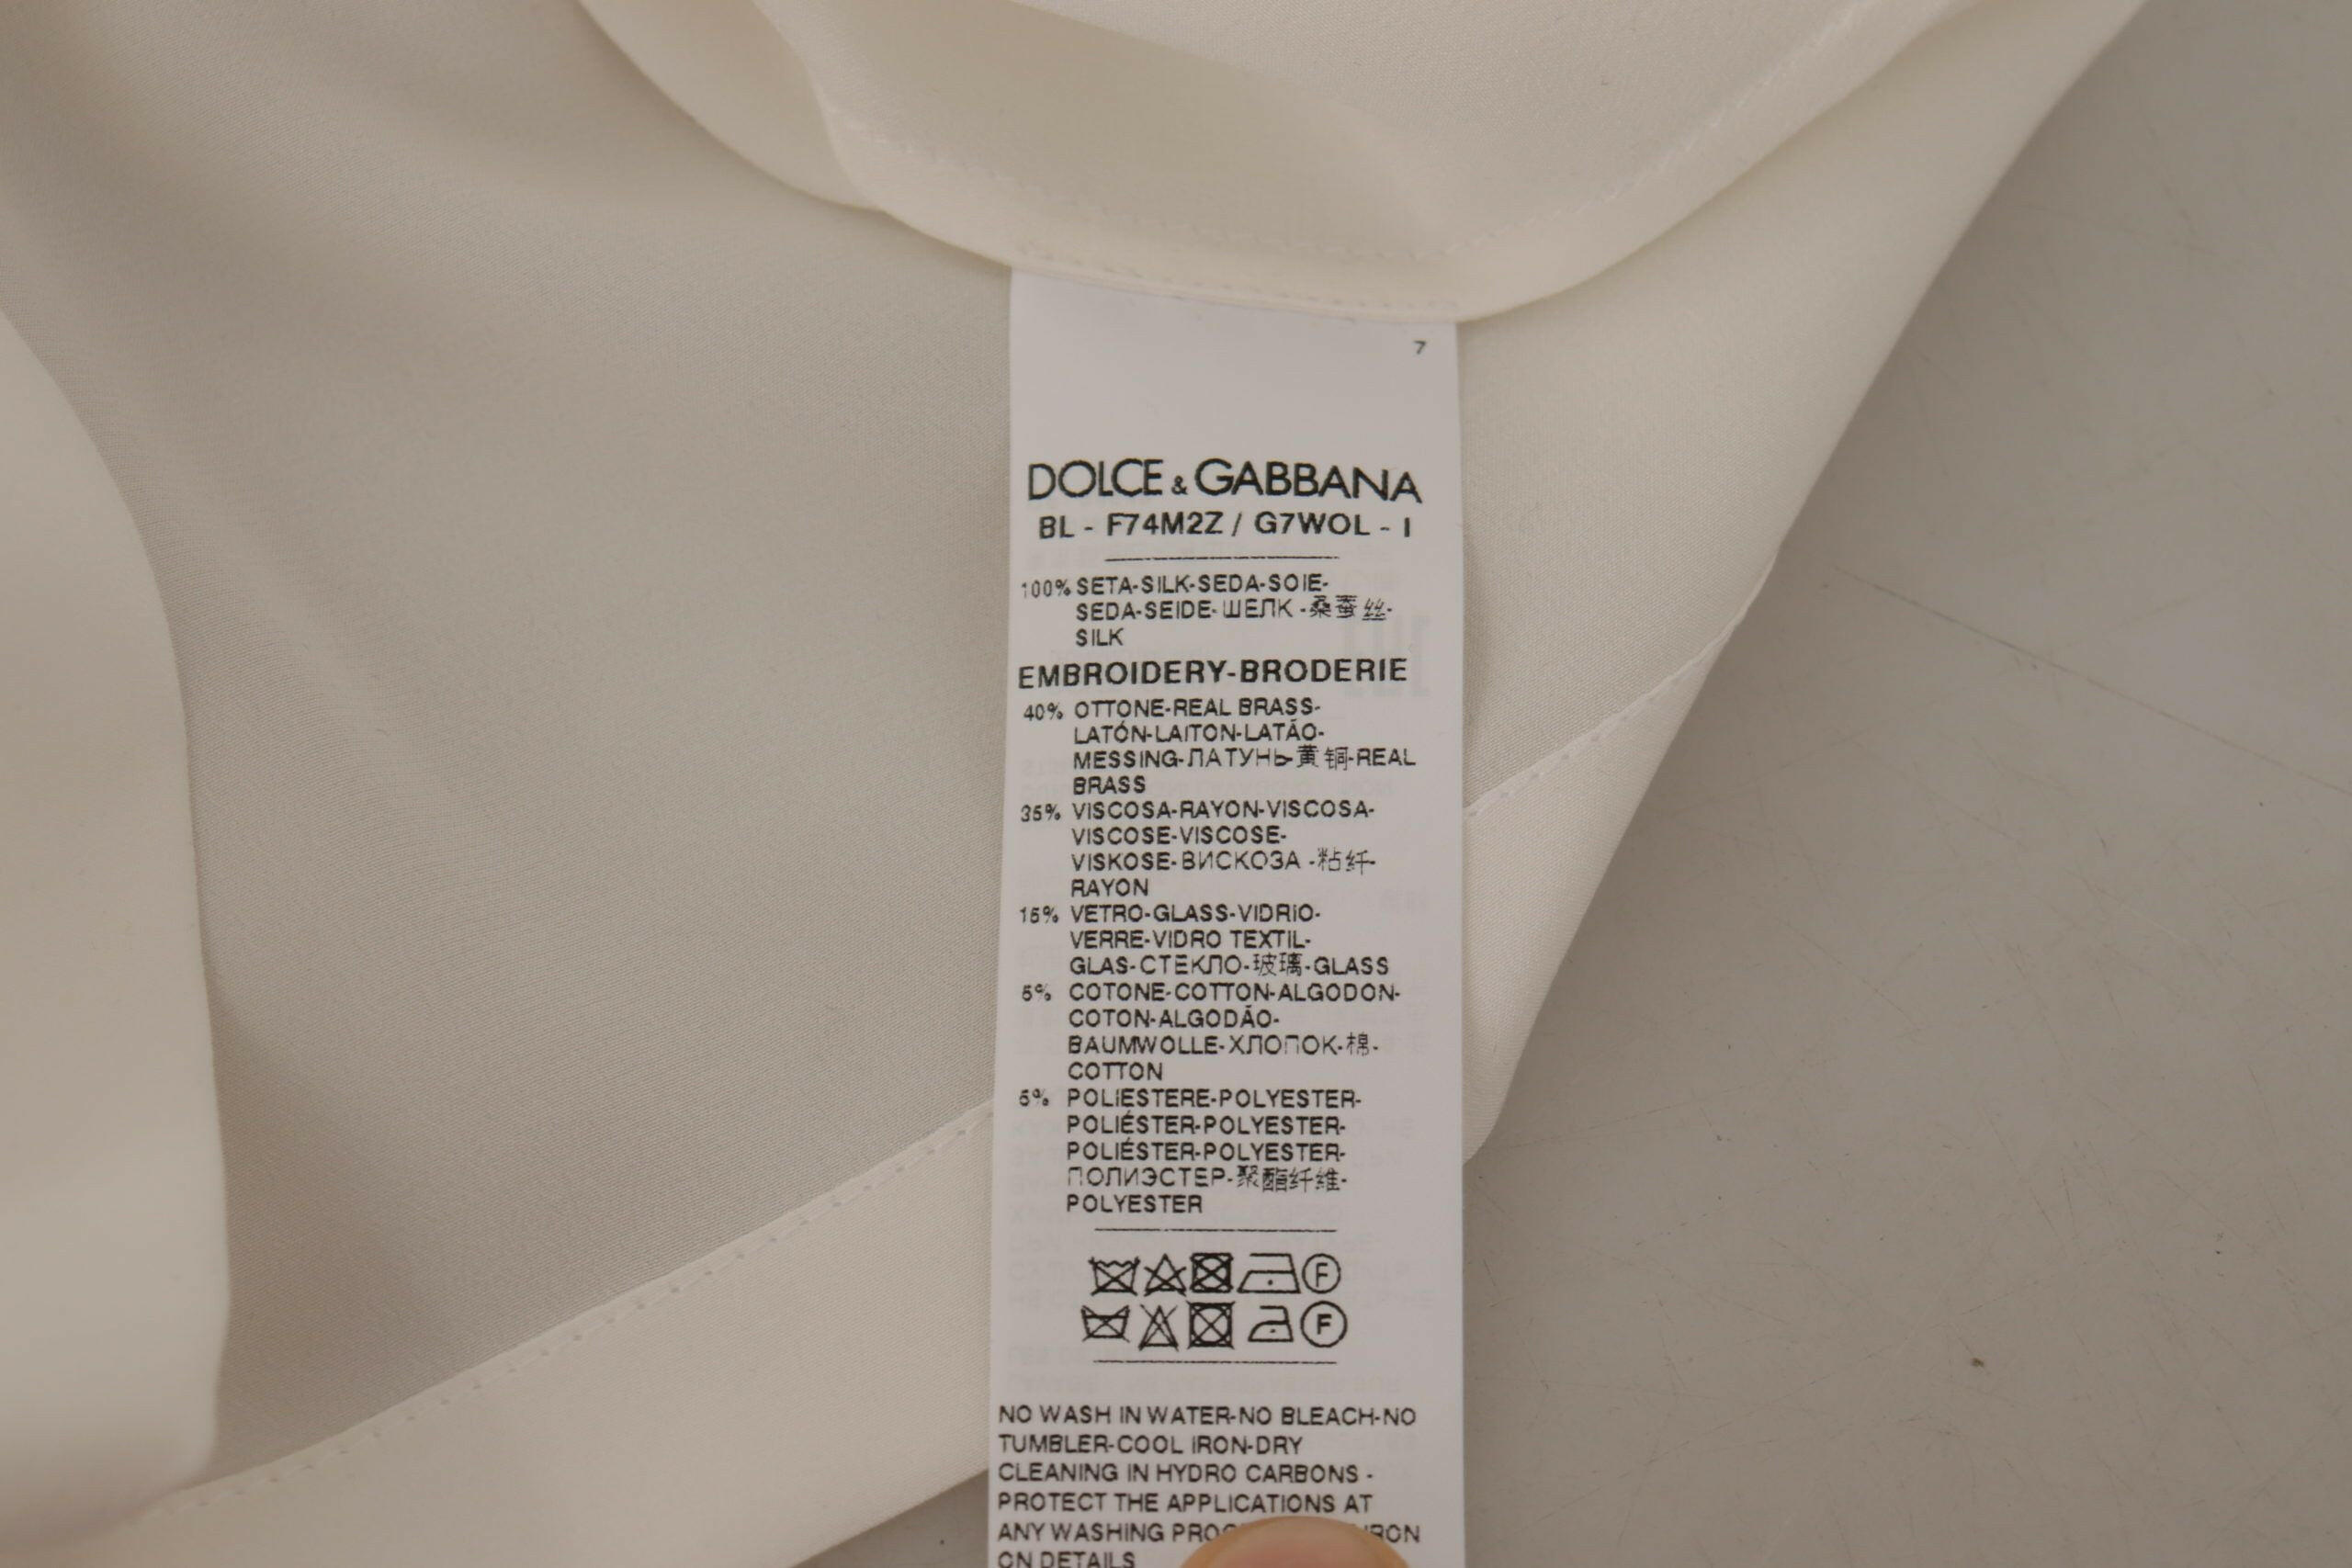 7
DOLCE & GABBANA
BL - F74M2Z / G7WOL - I
100% SETA-SILK-SEDA-SOIE-
SEDA-SEIDE-ШЕЛК -桑蚕丝-
SILK
EMBROIDERY-BRODERIE
40% OTTONE-REAL BRASS-
LATÓN-LAITON-LATÃO-
MESSING-ЛАТУНЬ-黄铜-REAL
BRASS
35% VISCOSA-RAYON-VISCOSA-
VISCOSE-VISCOSE-
VISKOSE-ВИСКОЗА -粘纤-
RAYON
15% VETRO-GLASS-VIDRIO-
VERRE-VIDRO TEXTIL-
GLAS-СТЕКЛО-玻璃-GLASS
5% COTONE-COTTON-ALGODON-
COTON-ALGODÃO-
BAUMWOLLE-ХЛОПОК-棉-
COTTON
5% POLIESTERE-POLYESTER-
POLIÉSTER-POLYESTER-
POLIÉSTER-POLYESTER-
ПОЛИЭСТЕР-聚酯纤维-
POLYESTER
F
F
NO WASH IN WATER-NO BLEACH-NO
TUMBLER-COOL IRON-DRY
CLEANING IN HYDRO CARBONS -
PROTECT THE APPLICATIONS AT
ANY WASHING
ON DETAILS